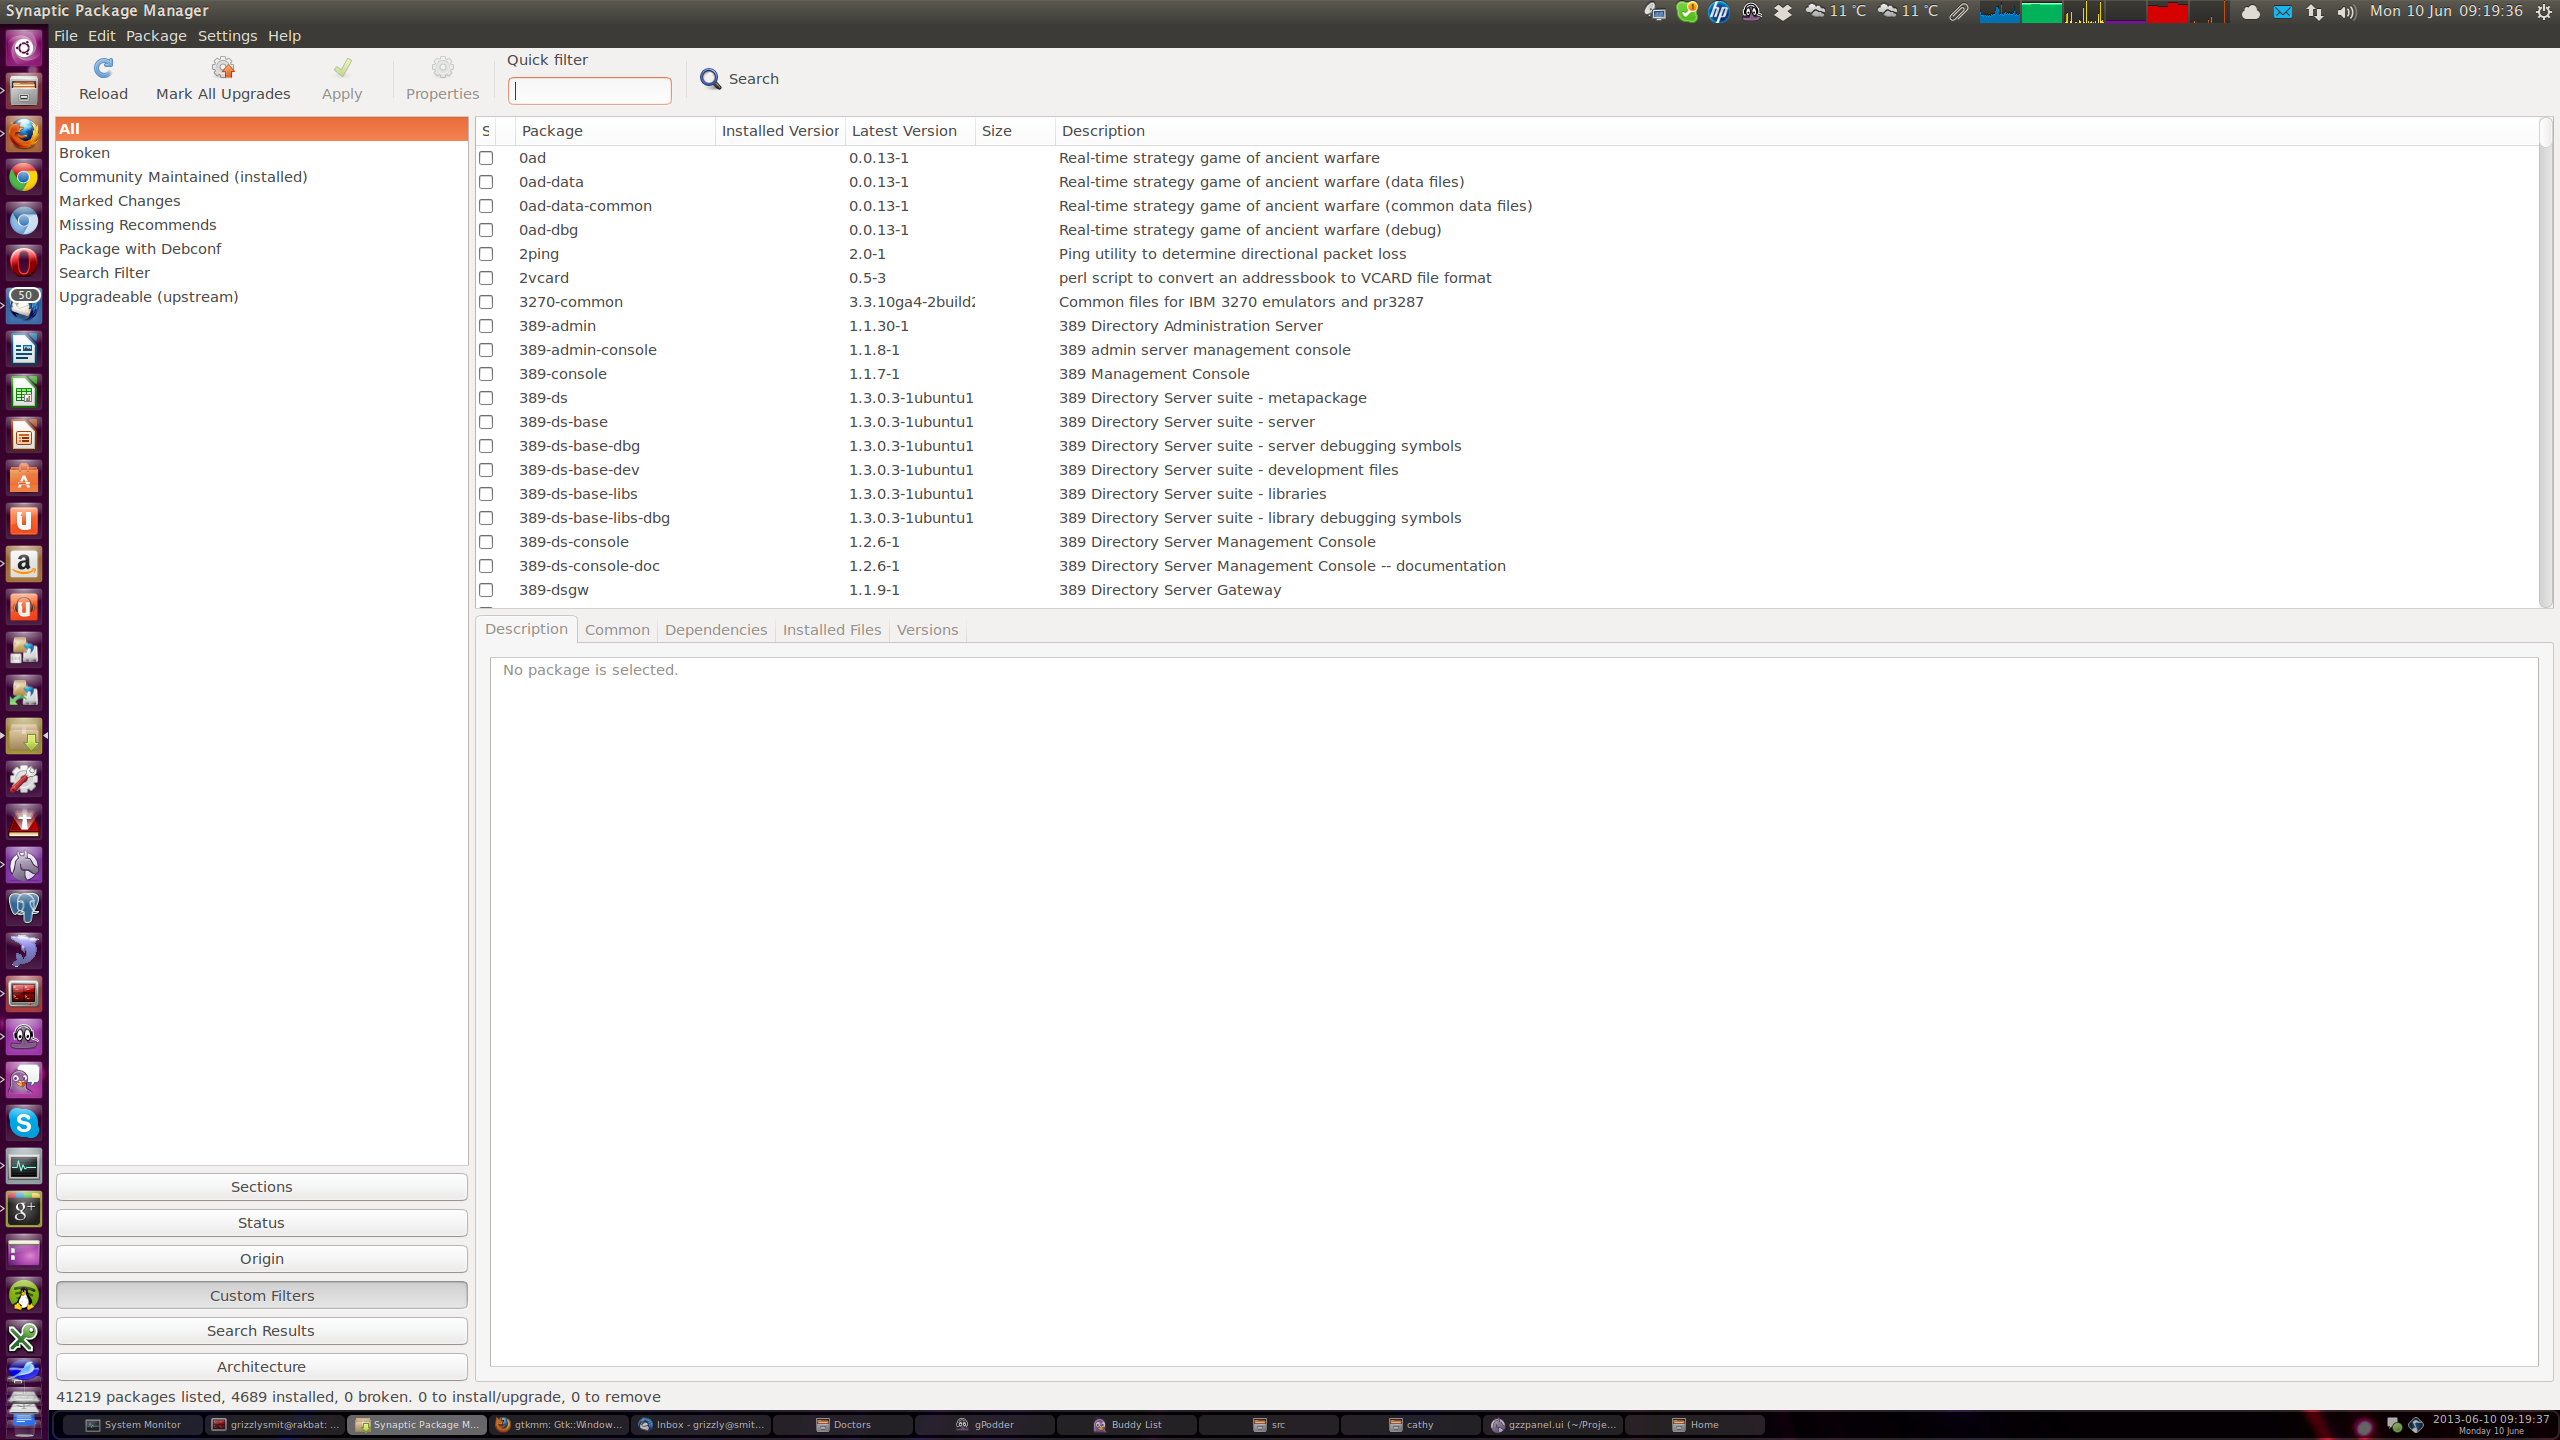 Synaptic Package Manager
11 °C 11 °C Mon 10 Jun 09:19:36
File Edit Package Settings Help
Reload Mark All Upgrades Apply Properties Quick filter Search
All
Broken
Community Maintained (installed)
Marked Changes
Missing Recommends
Package with Debconf
Search Filter
Upgradeable (upstream)
S Package Installed Version Latest Version Size Description
0ad 0.0.13-1 Real-time strategy game of ancient warfare
0ad-data 0.0.13-1 Real-time strategy game of ancient warfare (data files)
0ad-data-common 0.0.13-1 Real-time strategy game of ancient warfare (common data files)
0ad-dbg 0.0.13-1 Real-time strategy game of ancient warfare (debug)
2ping 2.0-1 Ping utility to determine directional packet loss
2vcard 0.5-3 perl script to convert an addressbook to VCARD file format
3270-common 3.3.10ga4-2build2 Common files for IBM 3270 emulators and pr3287
389-admin 1.1.30-1 389 Directory Administration Server
389-admin-console 1.1.8-1 389 admin server management console
389-console 1.1.7-1 389 Management Console
389-ds 1.3.0.3-1ubuntu1 389 Directory Server suite - metapackage
389-ds-base 1.3.0.3-1ubuntu1 389 Directory Server suite - server
389-ds-base-dbg 1.3.0.3-1ubuntu1 389 Directory Server suite - server debugging symbols
389-ds-base-dev 1.3.0.3-1ubuntu1 389 Directory Server suite - development files
389-ds-base-libs 1.3.0.3-1ubuntu1 389 Directory Server suite - libraries
389-ds-base-libs-dbg 1.3.0.3-1ubuntu1 389 Directory Server suite - library debugging symbols
389-ds-console 1.2.6-1 389 Directory Server Management Console
389-ds-console-doc 1.2.6-1 389 Directory Server Management Console -- documentation
389-dsgw 1.1.9-1 389 Directory Server Gateway
Description Common Dependencies Installed Files Versions
No package is selected.
50
Sections
Status
Origin
Custom Filters
Search Results
Architecture
41219 packages listed, 4689 installed, 0 broken. 0 to install/upgrade, 0 to remove
System Monitor grizzlysmit@rakbat: ... Synaptic Package M... gtkmm: Gtk::Window... Inbox - grizzly@smit... Doctors gPodder Buddy List src cathy gzzpanel.ui (~/Proje... Home 2013-06-10 09:19:37
Monday 10 June